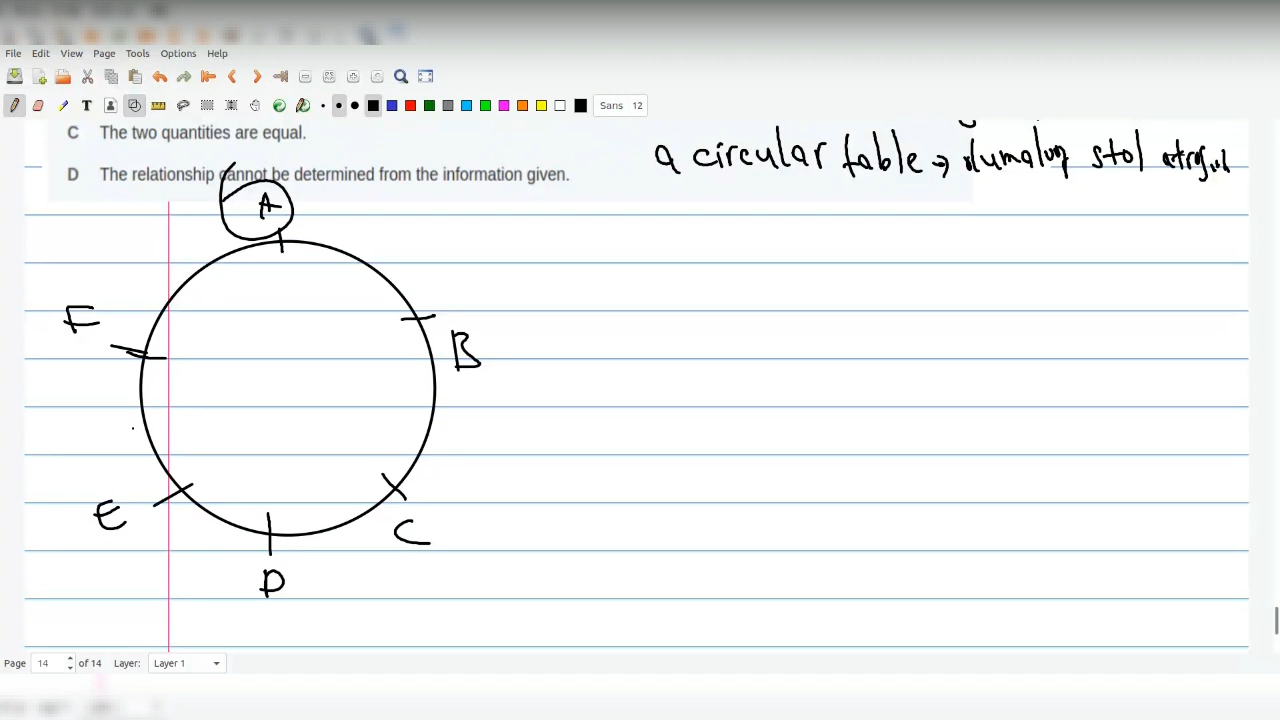 File Edit View Page Tools Options Help
Sans 12
C The two quantities are equal.
a circular table → dumaloq stol
D The relationship cannot be determined from the information given.
A
F
B
E
C
D
Page 14 of 14 Layer: Layer 1